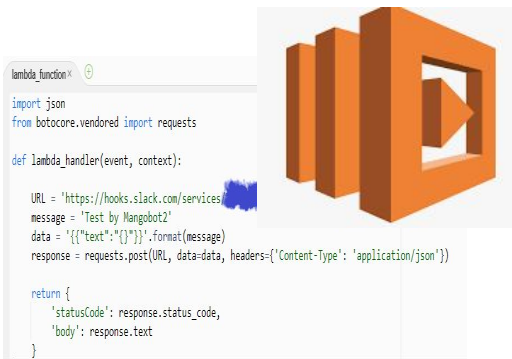 lambda_function ×
import json
from botocore.vendored import requests
def lambda_handler(event, context):
URL = 'https://hooks.slack.com/services/
message = 'Test by Mangobot2'
data = '{{"text":"{}"}}'.format(message)
response = requests.post(URL, data=data, headers={'Content-Type': 'application/json'})
return {
'statusCode': response.status_code,
'body': response.text
}